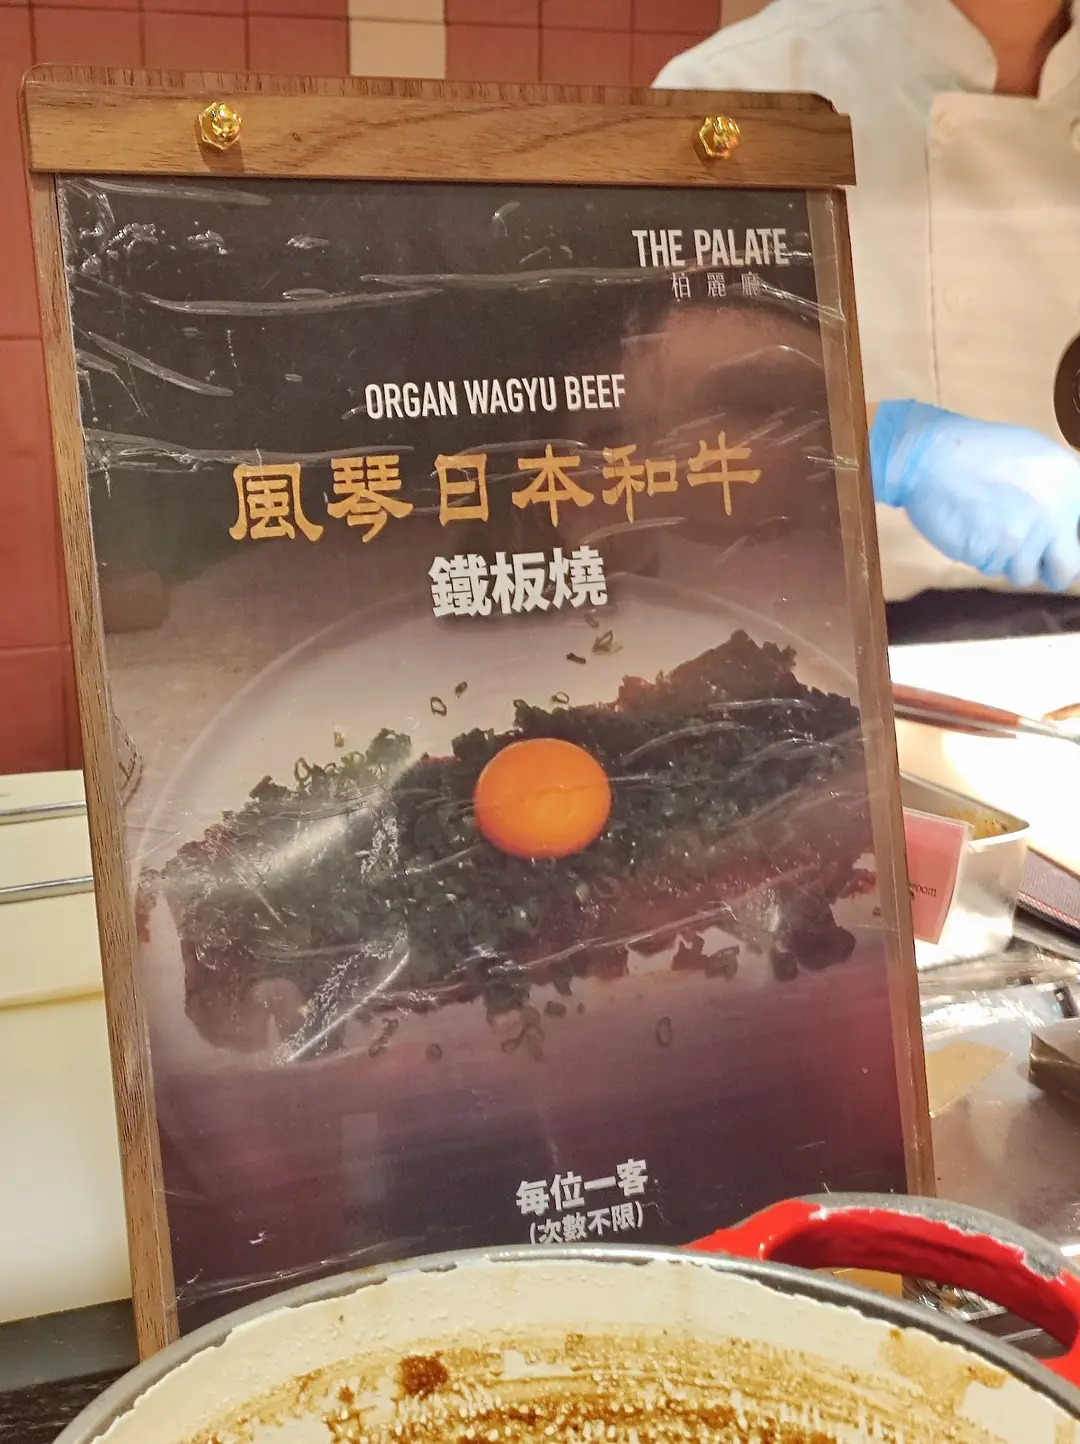 THE PALATE
柏麗廳
ORGAN WAGYU BEEF
風琴日本和牛
鐵板燒
每位一客
(次數不限)